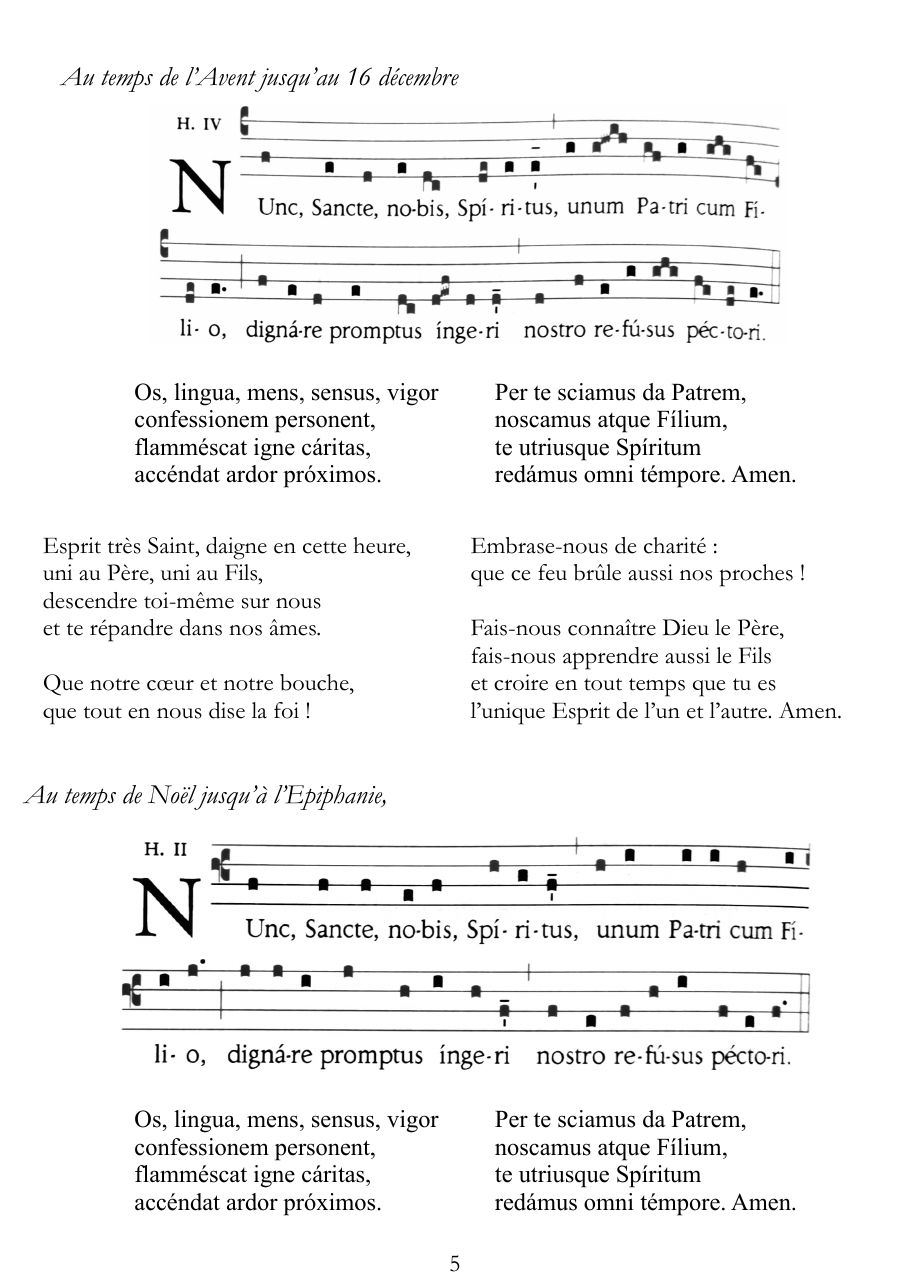 Au temps de l’Avent jusqu’au 16 décembre
H. IV
NUnc, Sancte, no-bis, Spí- ri-tus, unum Pa-tri cum Fí-
li- o, digná-re promptus ínge-ri nostro re-fú-sus péc-to-ri.
Os, lingua, mens, sensus, vigor
confessionem personent,
flamméscat igne cáritas,
accéndat ardor próximos.
Per te sciamus da Patrem,
noscamus atque Fílium,
te utriusque Spíritum
redámus omni témpore. Amen.
Esprit très Saint, daigne en cette heure,
uni au Père, uni au Fils,
descendre toi-même sur nous
et te répandre dans nos âmes.
Que notre cœur et notre bouche,
que tout en nous dise la foi !
Embrase-nous de charité :
que ce feu brûle aussi nos proches !
Fais-nous connaître Dieu le Père,
fais-nous apprendre aussi le Fils
et croire en tout temps que tu es
l’unique Esprit de l’un et l’autre. Amen.
Au temps de Noël jusqu’à l’Epiphanie,
H. II
NUnc, Sancte, no-bis, Spí- ri-tus, unum Pa-tri cum Fí-
li- o, digná-re promptus ínge-ri nostro re-fú-sus pécto-ri.
Os, lingua, mens, sensus, vigor
confessionem personent,
flamméscat igne cáritas,
accéndat ardor próximos.
Per te sciamus da Patrem,
noscamus atque Fílium,
te utriusque Spíritum
redámus omni témpore. Amen.
5